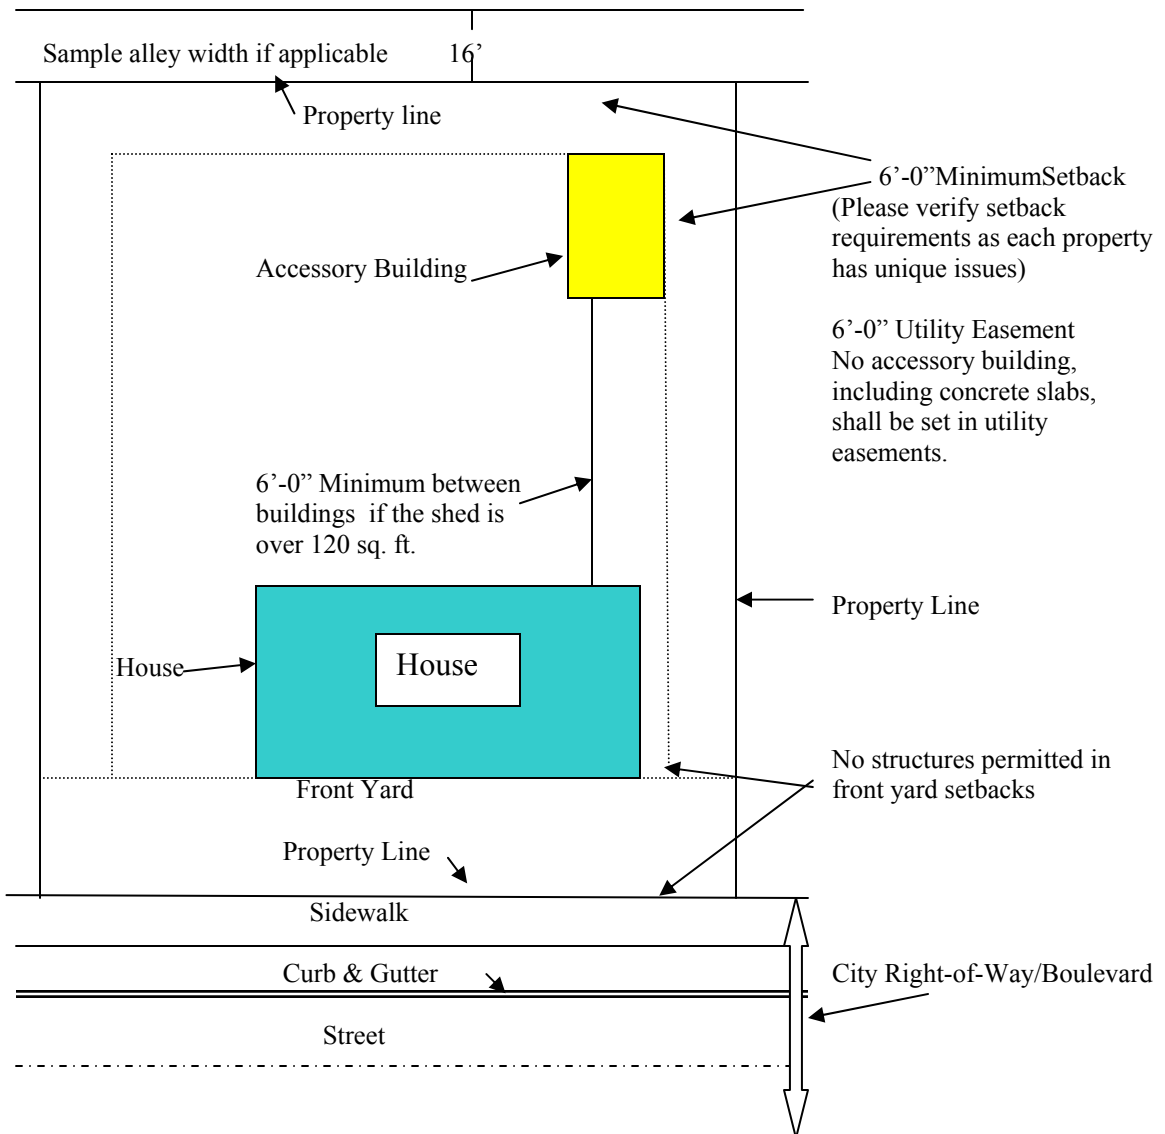 Sample alley width if applicable 16’
Property line
6’-0”MinimumSetback
(Please verify setback
requirements as each property
has unique issues)
Accessory Building
6’-0” Utility Easement
No accessory building,
including concrete slabs,
shall be set in utility
easements.
6’-0” Minimum between
buildings if the shed is
over 120 sq. ft.
Property Line
House
House
No structures permitted in
front yard setbacks
Front Yard
Property Line
Sidewalk
Curb & Gutter
City Right-of-Way/Boulevard
Street